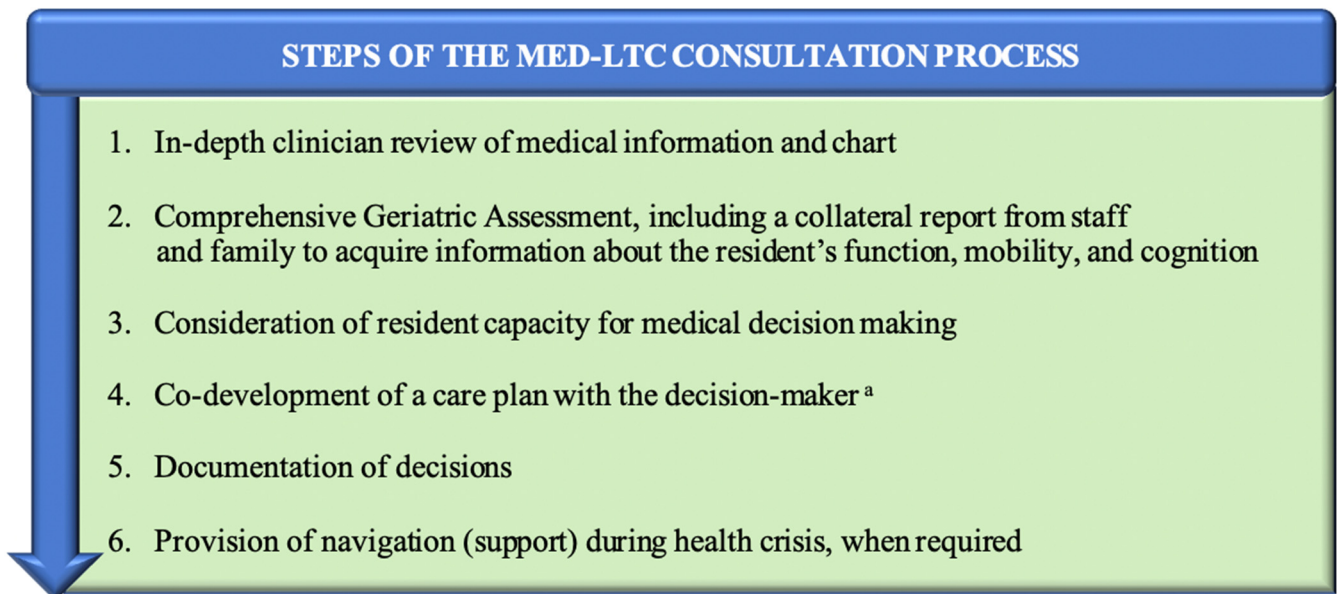 STEPS OF THE MED-LTC CONSULTATION PROCESS
1. In-depth clinician review of medical information and chart
2. Comprehensive Geriatric Assessment, including a collateral report from staff
and family to acquire information about the resident’s function, mobility, and cognition
3. Consideration of resident capacity for medical decision making
4. Co-development of a care plan with the decision-maker ᵃ
5. Documentation of decisions
6. Provision of navigation (support) during health crisis, when required